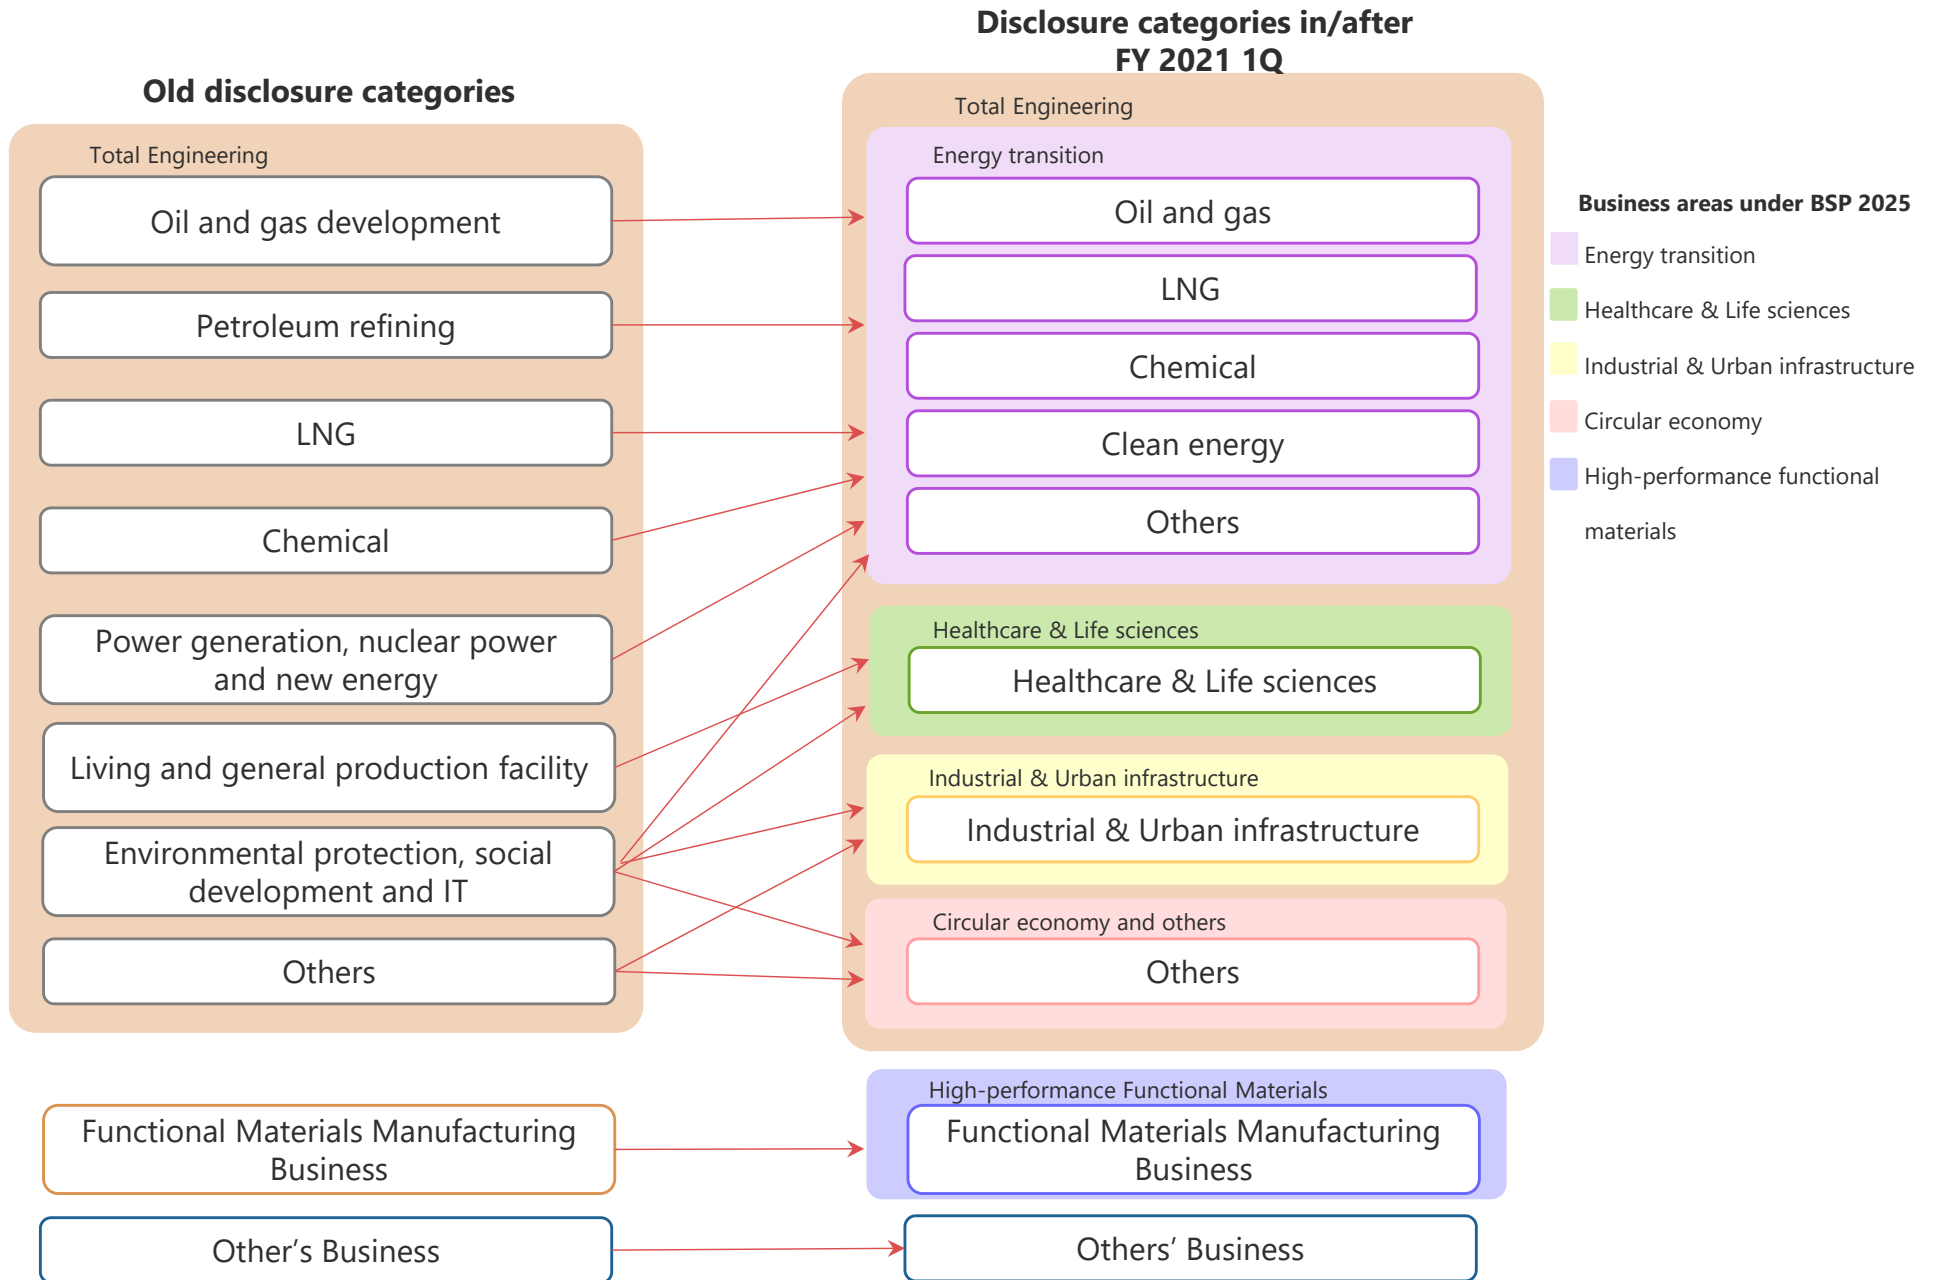 Old disclosure categories
Total Engineering
Oil and gas development
Petroleum refining
LNG
Chemical
Power generation, nuclear power
and new energy
Living and general production facility
Environmental protection, social
development and IT
Others
Functional Materials Manufacturing
Business
Other’s Business
Disclosure categories in/after
FY 2021 1Q
Total Engineering
Energy transition
Oil and gas
LNG
Chemical
Clean energy
Others
Healthcare & Life sciences
Healthcare & Life sciences
Industrial & Urban infrastructure
Industrial & Urban infrastructure
Circular economy and others
Others
High-performance Functional Materials
Functional Materials Manufacturing
Business
Others’ Business
Business areas under BSP 2025
Energy transition
Healthcare & Life sciences
Industrial & Urban infrastructure
Circular economy
High-performance functional
materials